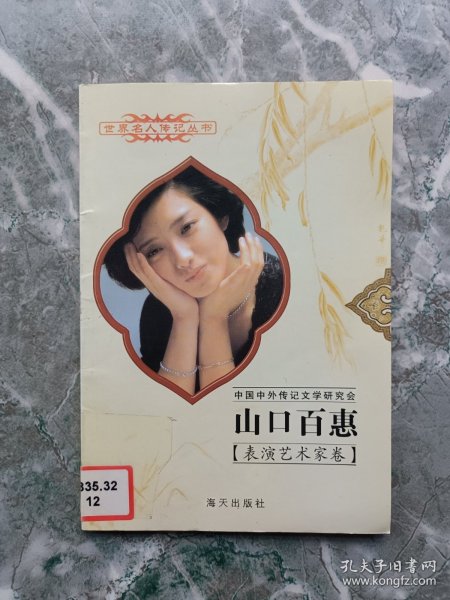 世界名人传记丛书
中国中外传记文学研究会
山口百惠
【表演艺术家卷】
835.32
12
海天出版社
孔夫子旧书网
www.kongfz.com